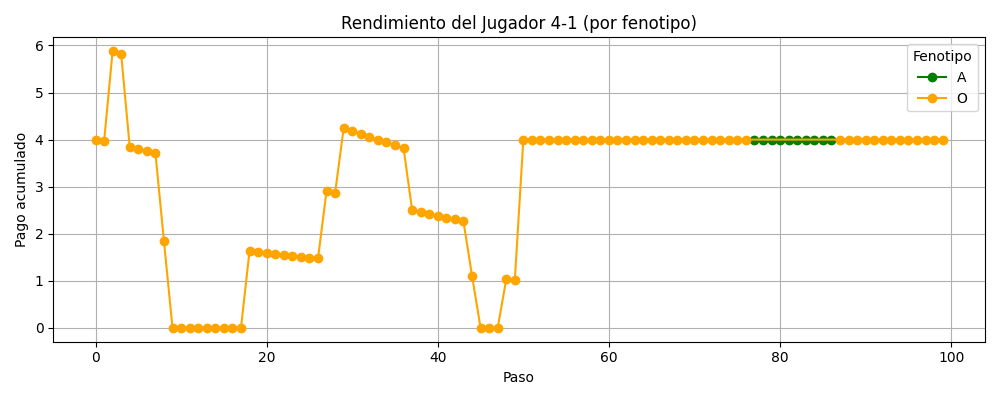 Rendimiento del Jugador 4-1 (por fenotipo)
Pago acumulado
6
5
4
3
2
1
0
0 20 40 60 80 100
Paso
Fenotipo
A
O